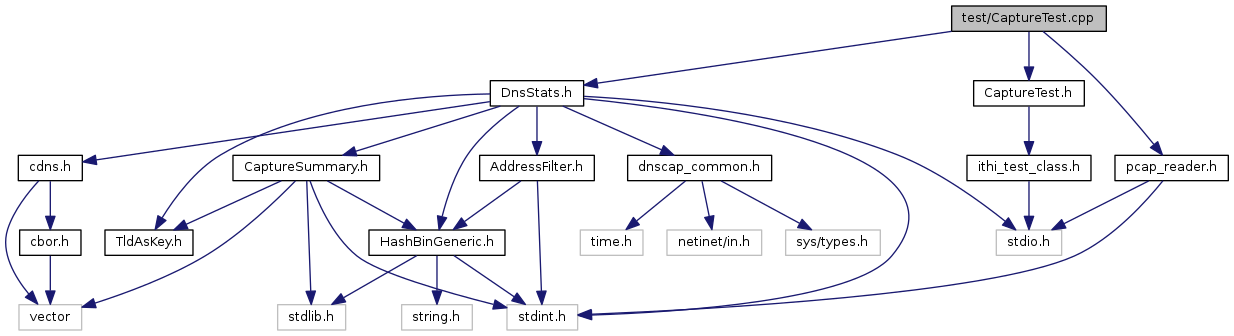 test/CaptureTest.cpp
DnsStats.h
CaptureTest.h
cdns.h
CaptureSummary.h
AddressFilter.h
dnscap_common.h
ithi_test_class.h
pcap_reader.h
cbor.h
TldAsKey.h
HashBinGeneric.h
time.h
netinet/in.h
sys/types.h
stdio.h
vector
stdlib.h
string.h
stdint.h